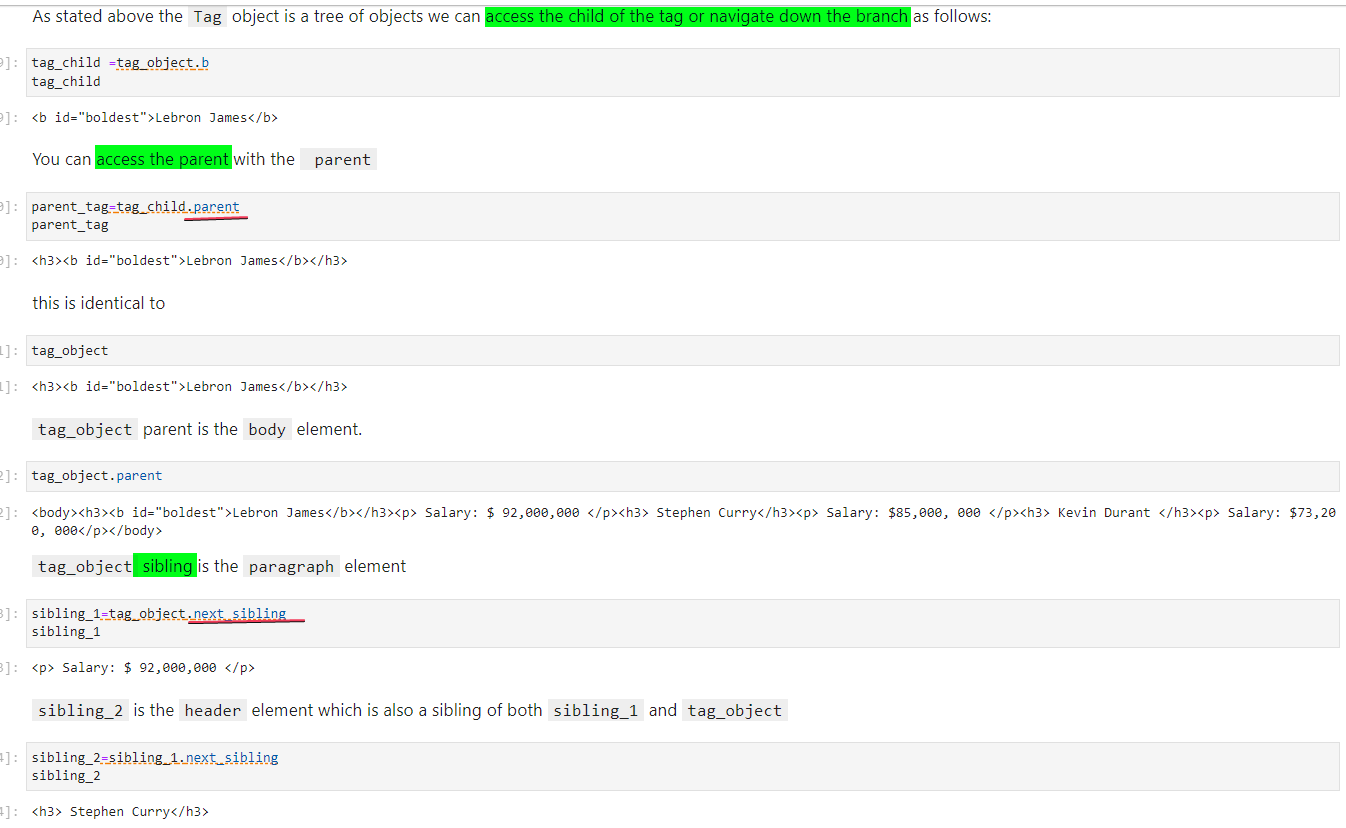 As stated above the Tag object is a tree of objects we can access the child of the tag or navigate down the branch as follows:
]: tag_child =tag_object.b
tag_child
]: <b id="boldest">Lebron James</b>
You can access the parent with the parent
]: parent_tag=tag_child.parent
parent_tag
]: <h3><b id="boldest">Lebron James</b></h3>
this is identical to
]: tag_object
]: <h3><b id="boldest">Lebron James</b></h3>
tag_object parent is the body element.
]: tag_object.parent
]: <body><h3><b id="boldest">Lebron James</b></h3><p> Salary: $ 92,000,000 </p><h3> Stephen Curry</h3><p> Salary: $85,000, 000 </p><h3> Kevin Durant </h3><p> Salary: $73,20
0, 000</p></body>
tag_object sibling is the paragraph element
]: sibling_1=tag_object.next_sibling
sibling_1
]: <p> Salary: $ 92,000,000 </p>
sibling_2 is the header element which is also a sibling of both sibling_1 and tag_object
]: sibling_2=sibling_1.next_sibling
sibling_2
]: <h3> Stephen Curry</h3>